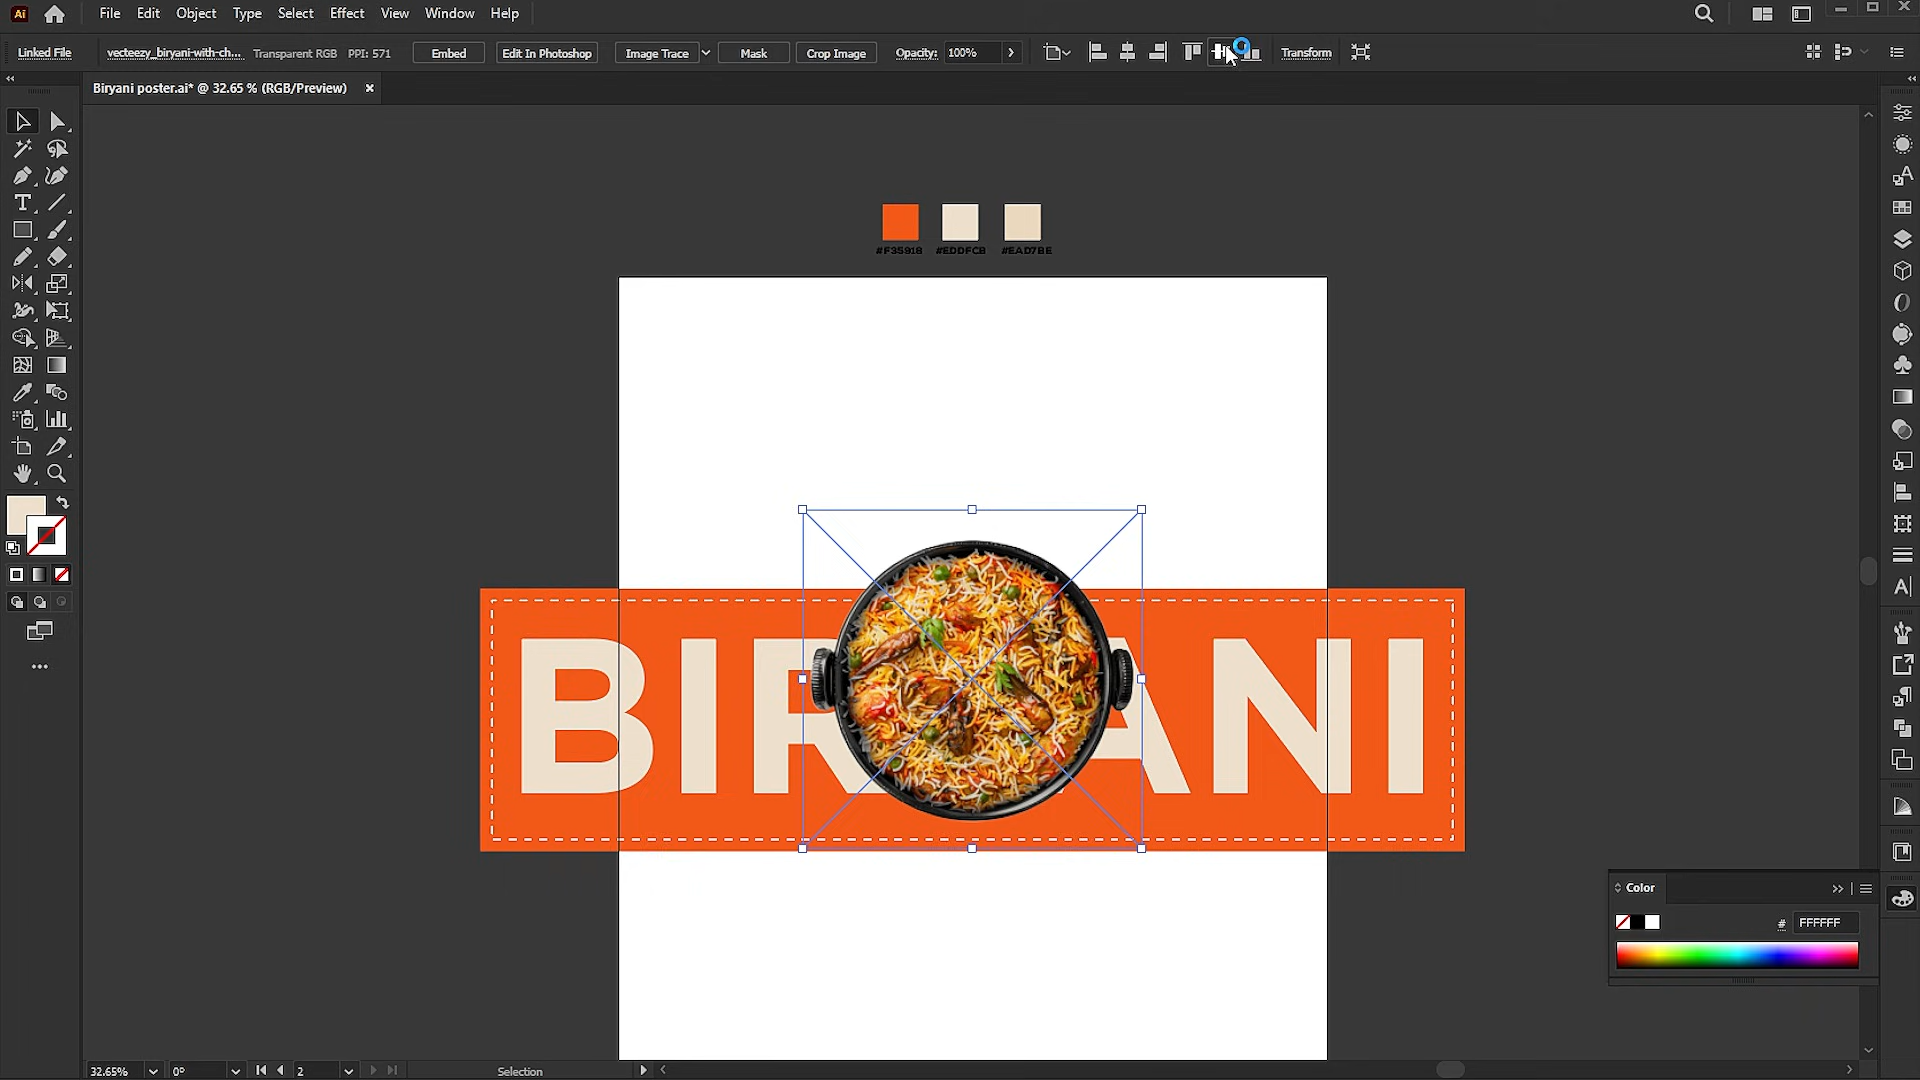 Ai File Edit Object Type Select Effect View Window Help
Linked File vecteezy_biryani-with-ch... Transparent RGB PPI: 571 Embed Edit In Photoshop Image Trace Mask Crop Image Opacity: 100% Transform
Biryani poster.ai* @ 32.65 % (RGB/Preview)
#F35919 #EDDFCB #EAD7BE
BIR ANI
Color
# FFFFFF
32.65% 0° 2 Selection